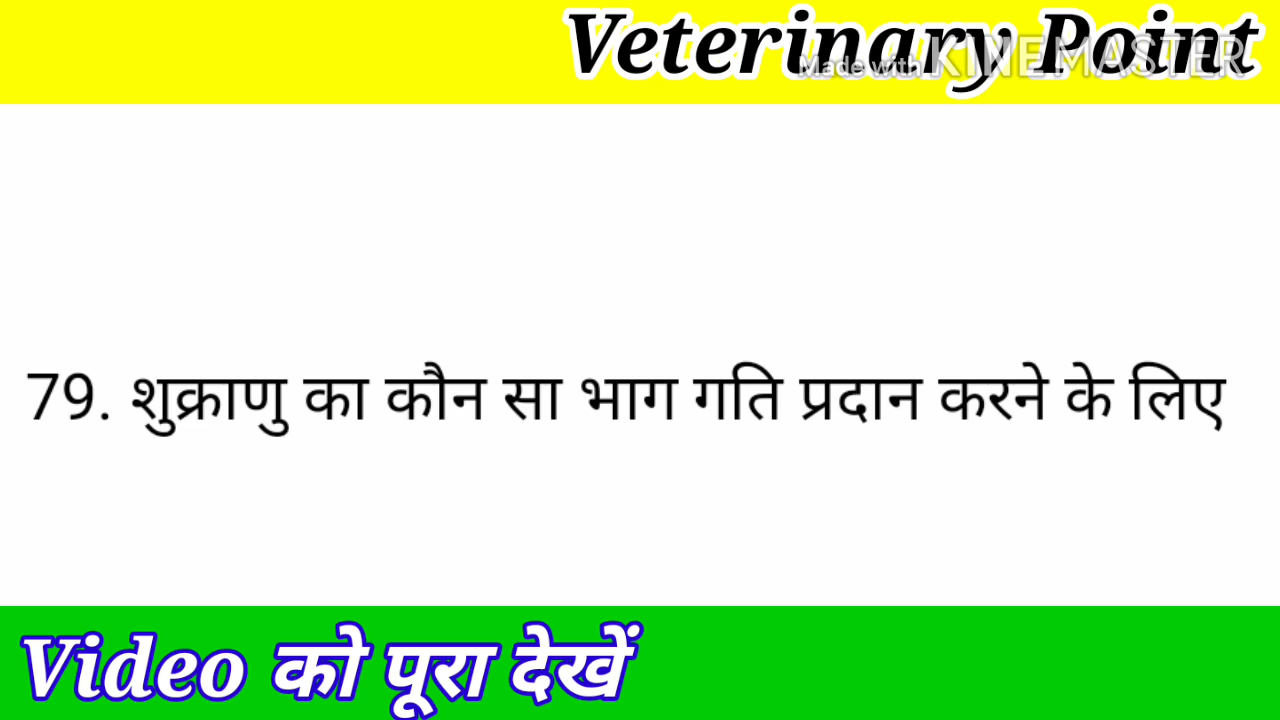 Veterinary Point
Made with KINEMASTER
79. शुक्राणु का कौन सा भाग गति प्रदान करने के लिए
Video को पूरा देखें